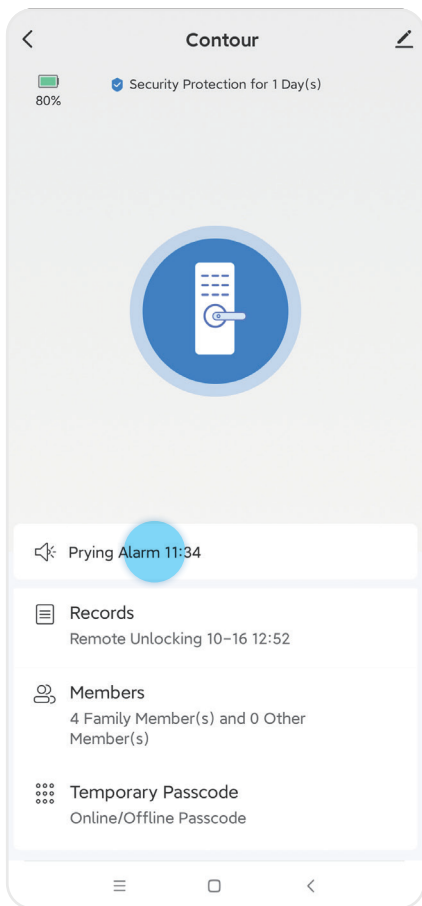 Contour
80%
Security Protection for 1 Day(s)
Prying Alarm 11:34
Records
Remote Unlocking 10-16 12:52
Members
4 Family Member(s) and 0 Other
Member(s)
Temporary Passcode
Online/Offline Passcode